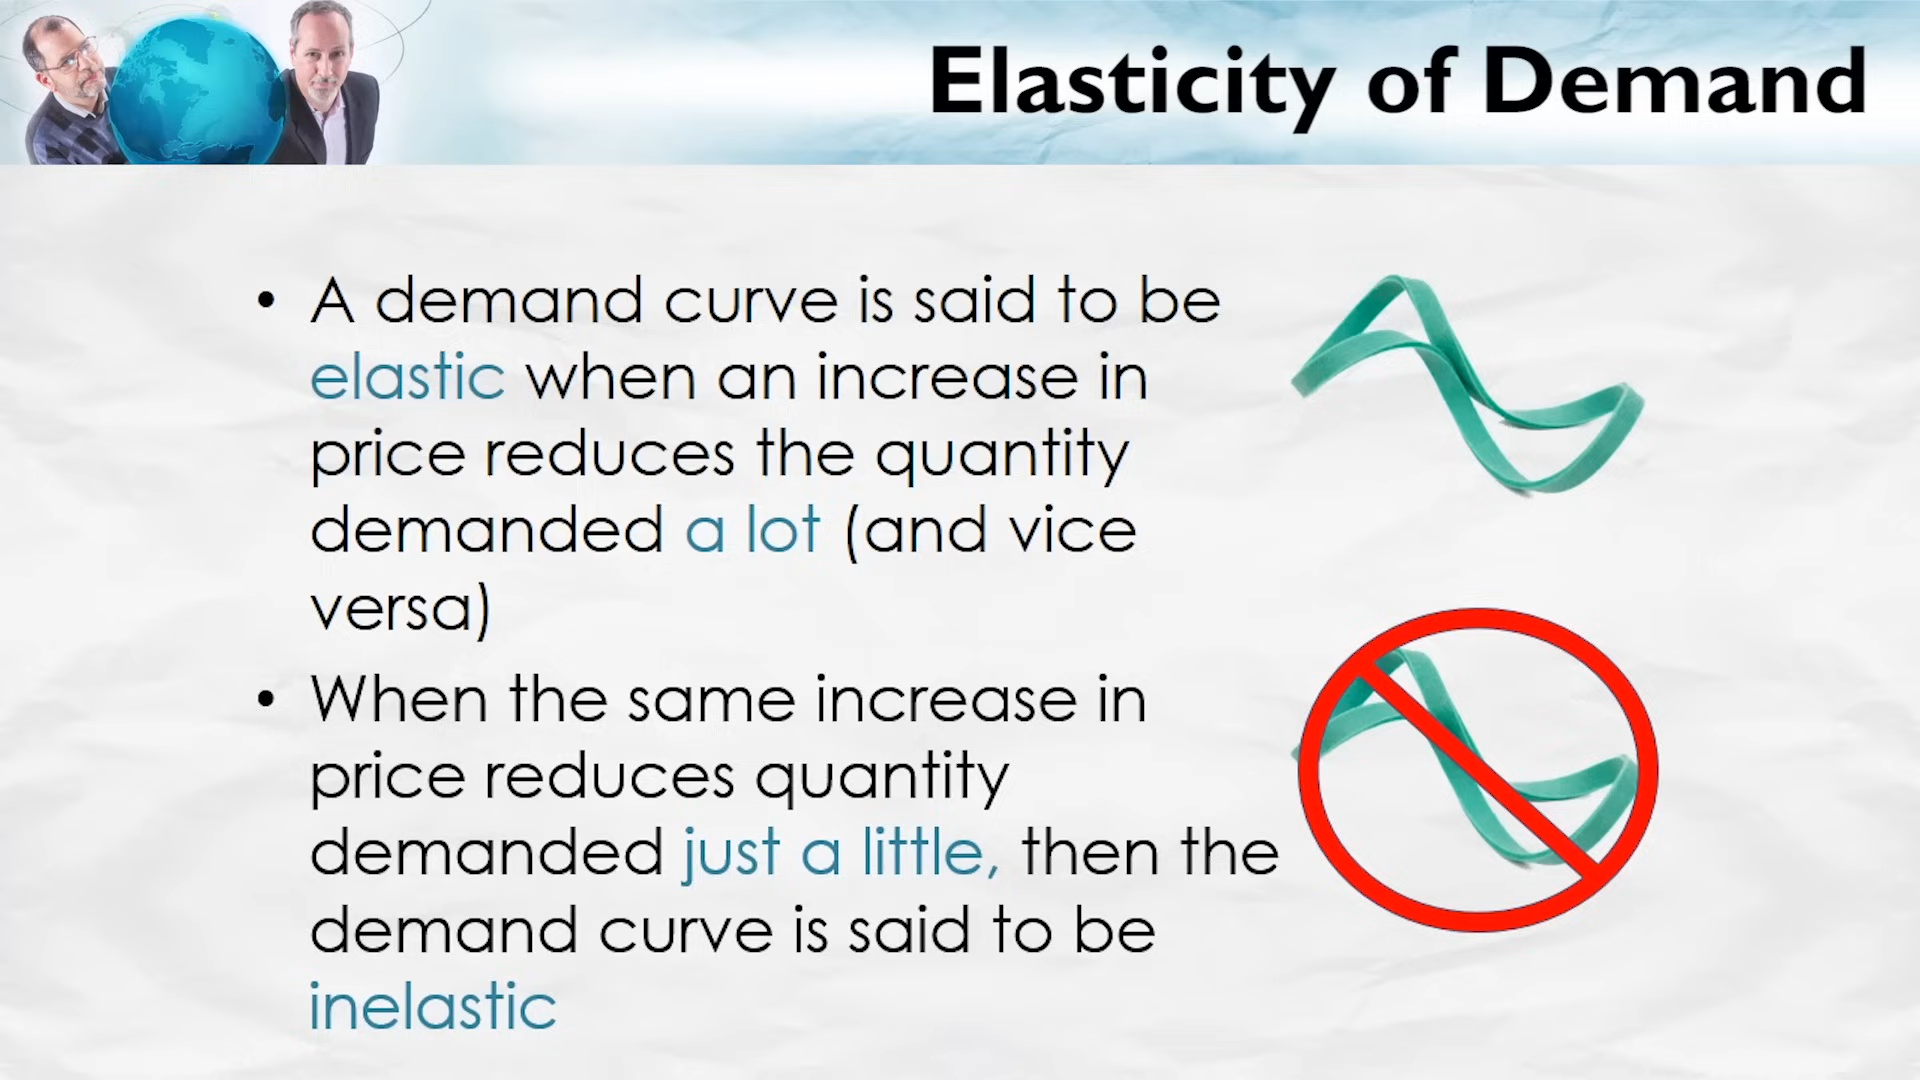 Elasticity of Demand
• A demand curve is said to be
elastic when an increase in
price reduces the quantity
demanded a lot (and vice
versa)
• When the same increase in
price reduces quantity
demanded just a little, then the
demand curve is said to be
inelastic